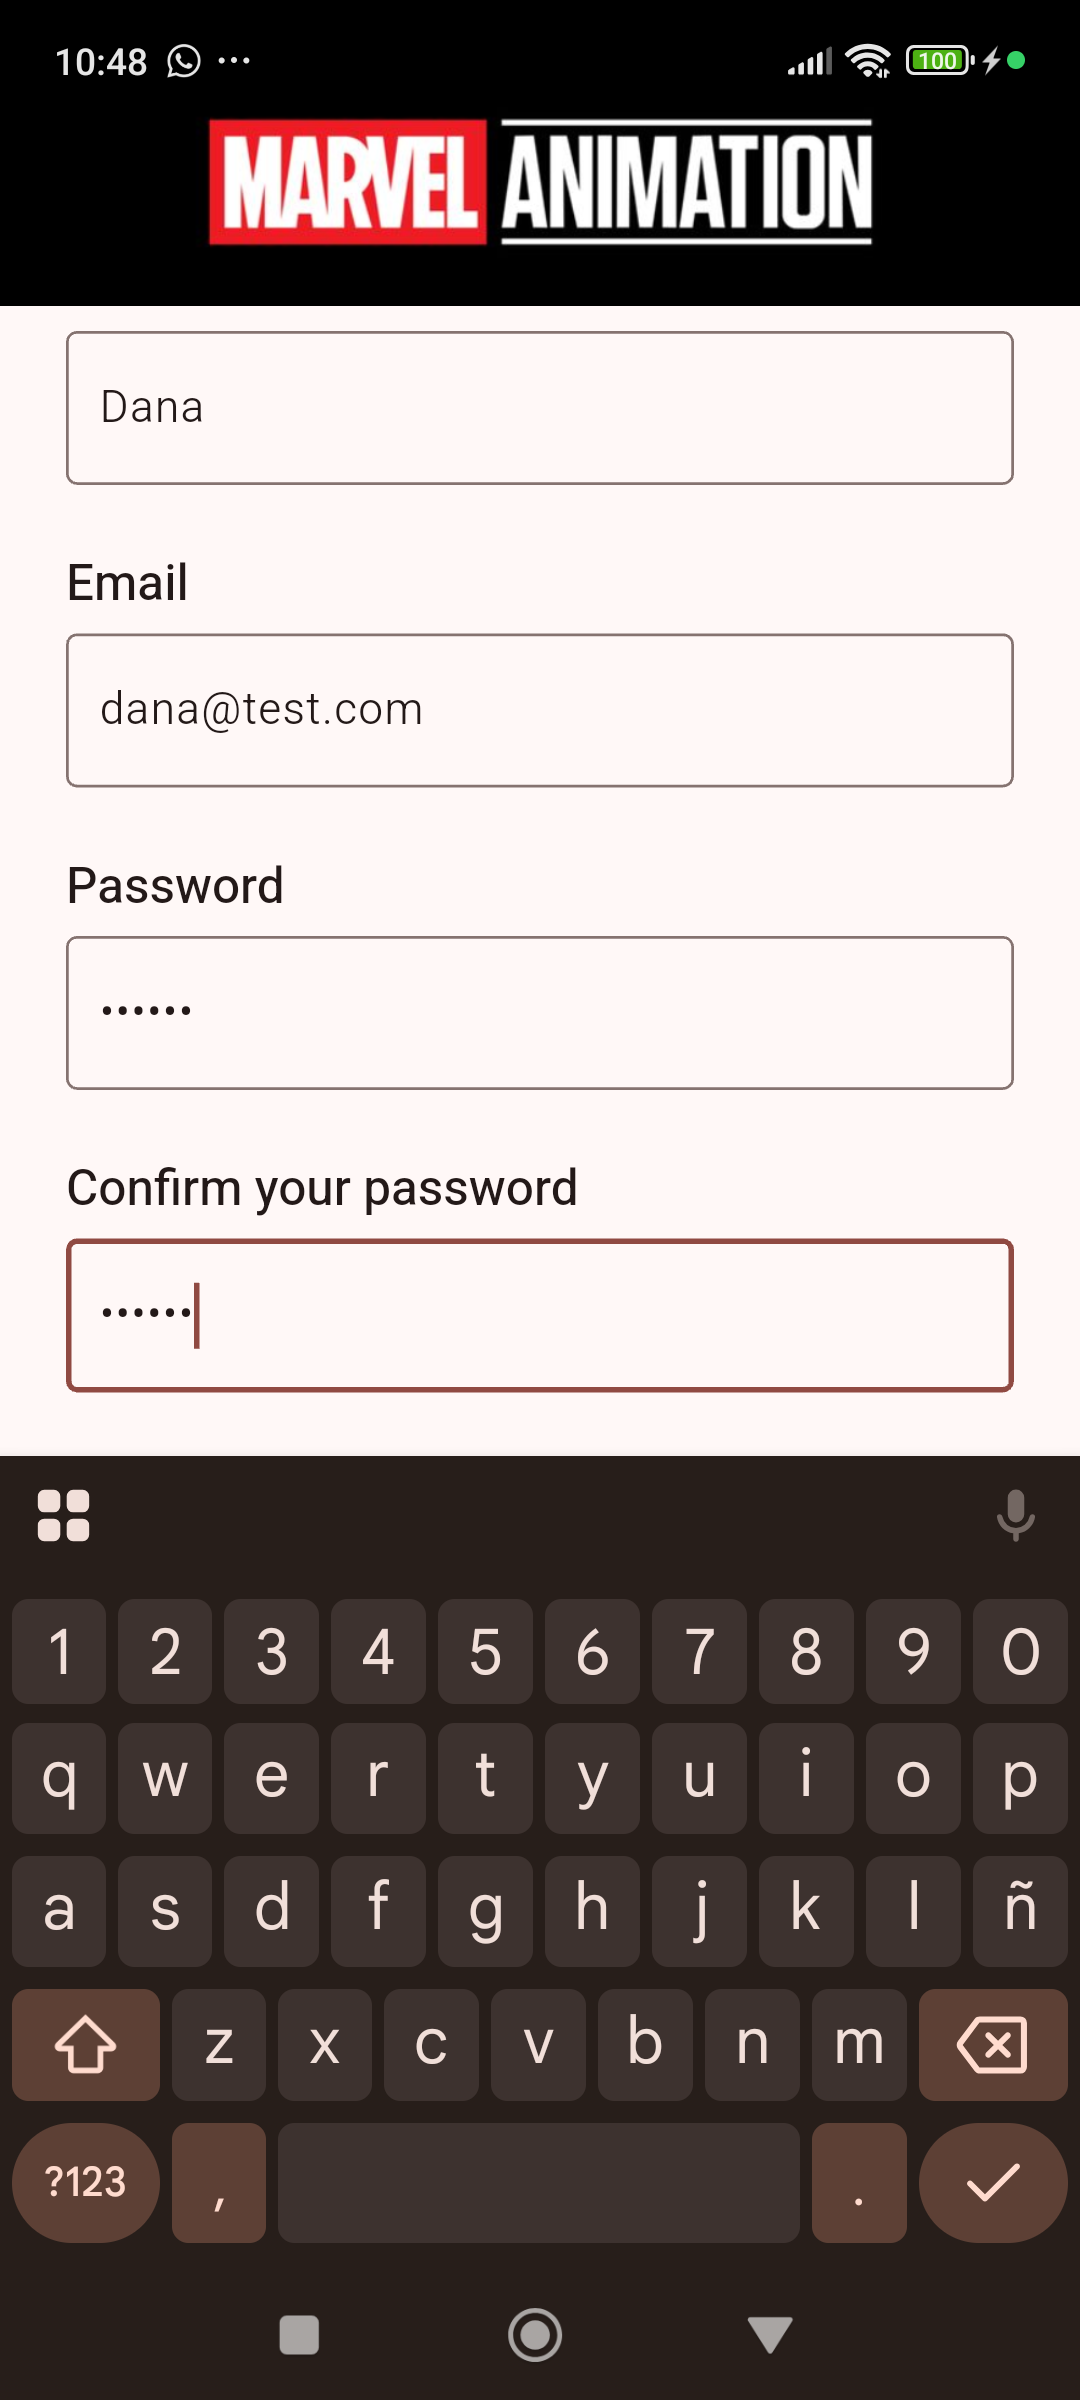 10:48
100
MARVEL ANIMATION
Dana
Email
dana@test.com
Password
••••••
Confirm your password
••••••
1 2 3 4 5 6 7 8 9 0
q w e r t y u i o p
a s d f g h j k l ñ
z x c v b n m
?123 , .